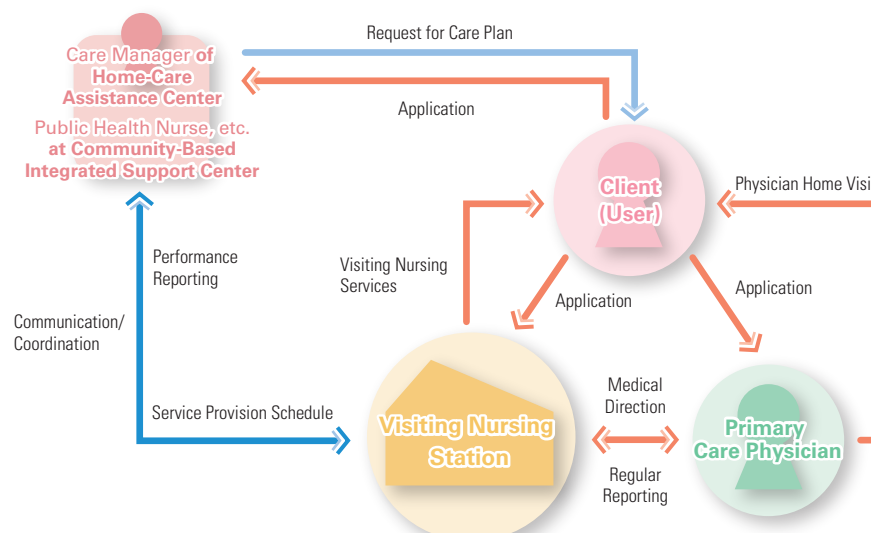 Request for Care Plan
Care Manager of
Home-Care
Assistance Center
Public Health Nurse, etc.
at Community-Based
Integrated Support Center
Application
Client
(User)
Physician Home Visi
Performance
Reporting
Visiting Nursing
Services
Application
Application
Communication/
Coordination
Service Provision Schedule
Medical
Direction
Visiting Nursing
Station
Primary
Care Physician
Regular
Reporting